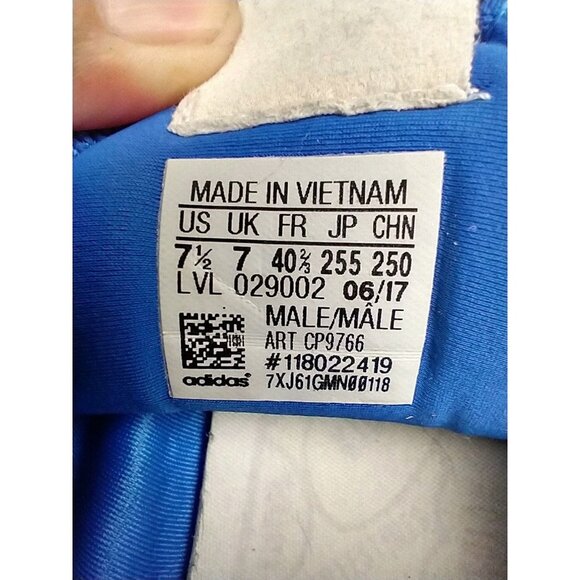 MADE IN VIETNAM
US UK FR JP CHN
7½ 7 40⅔ 255 250
LVL 029002 06/17
MALE/MÂLE
ART CP9766
#118022419
adidas® 7XJ61GMN00118